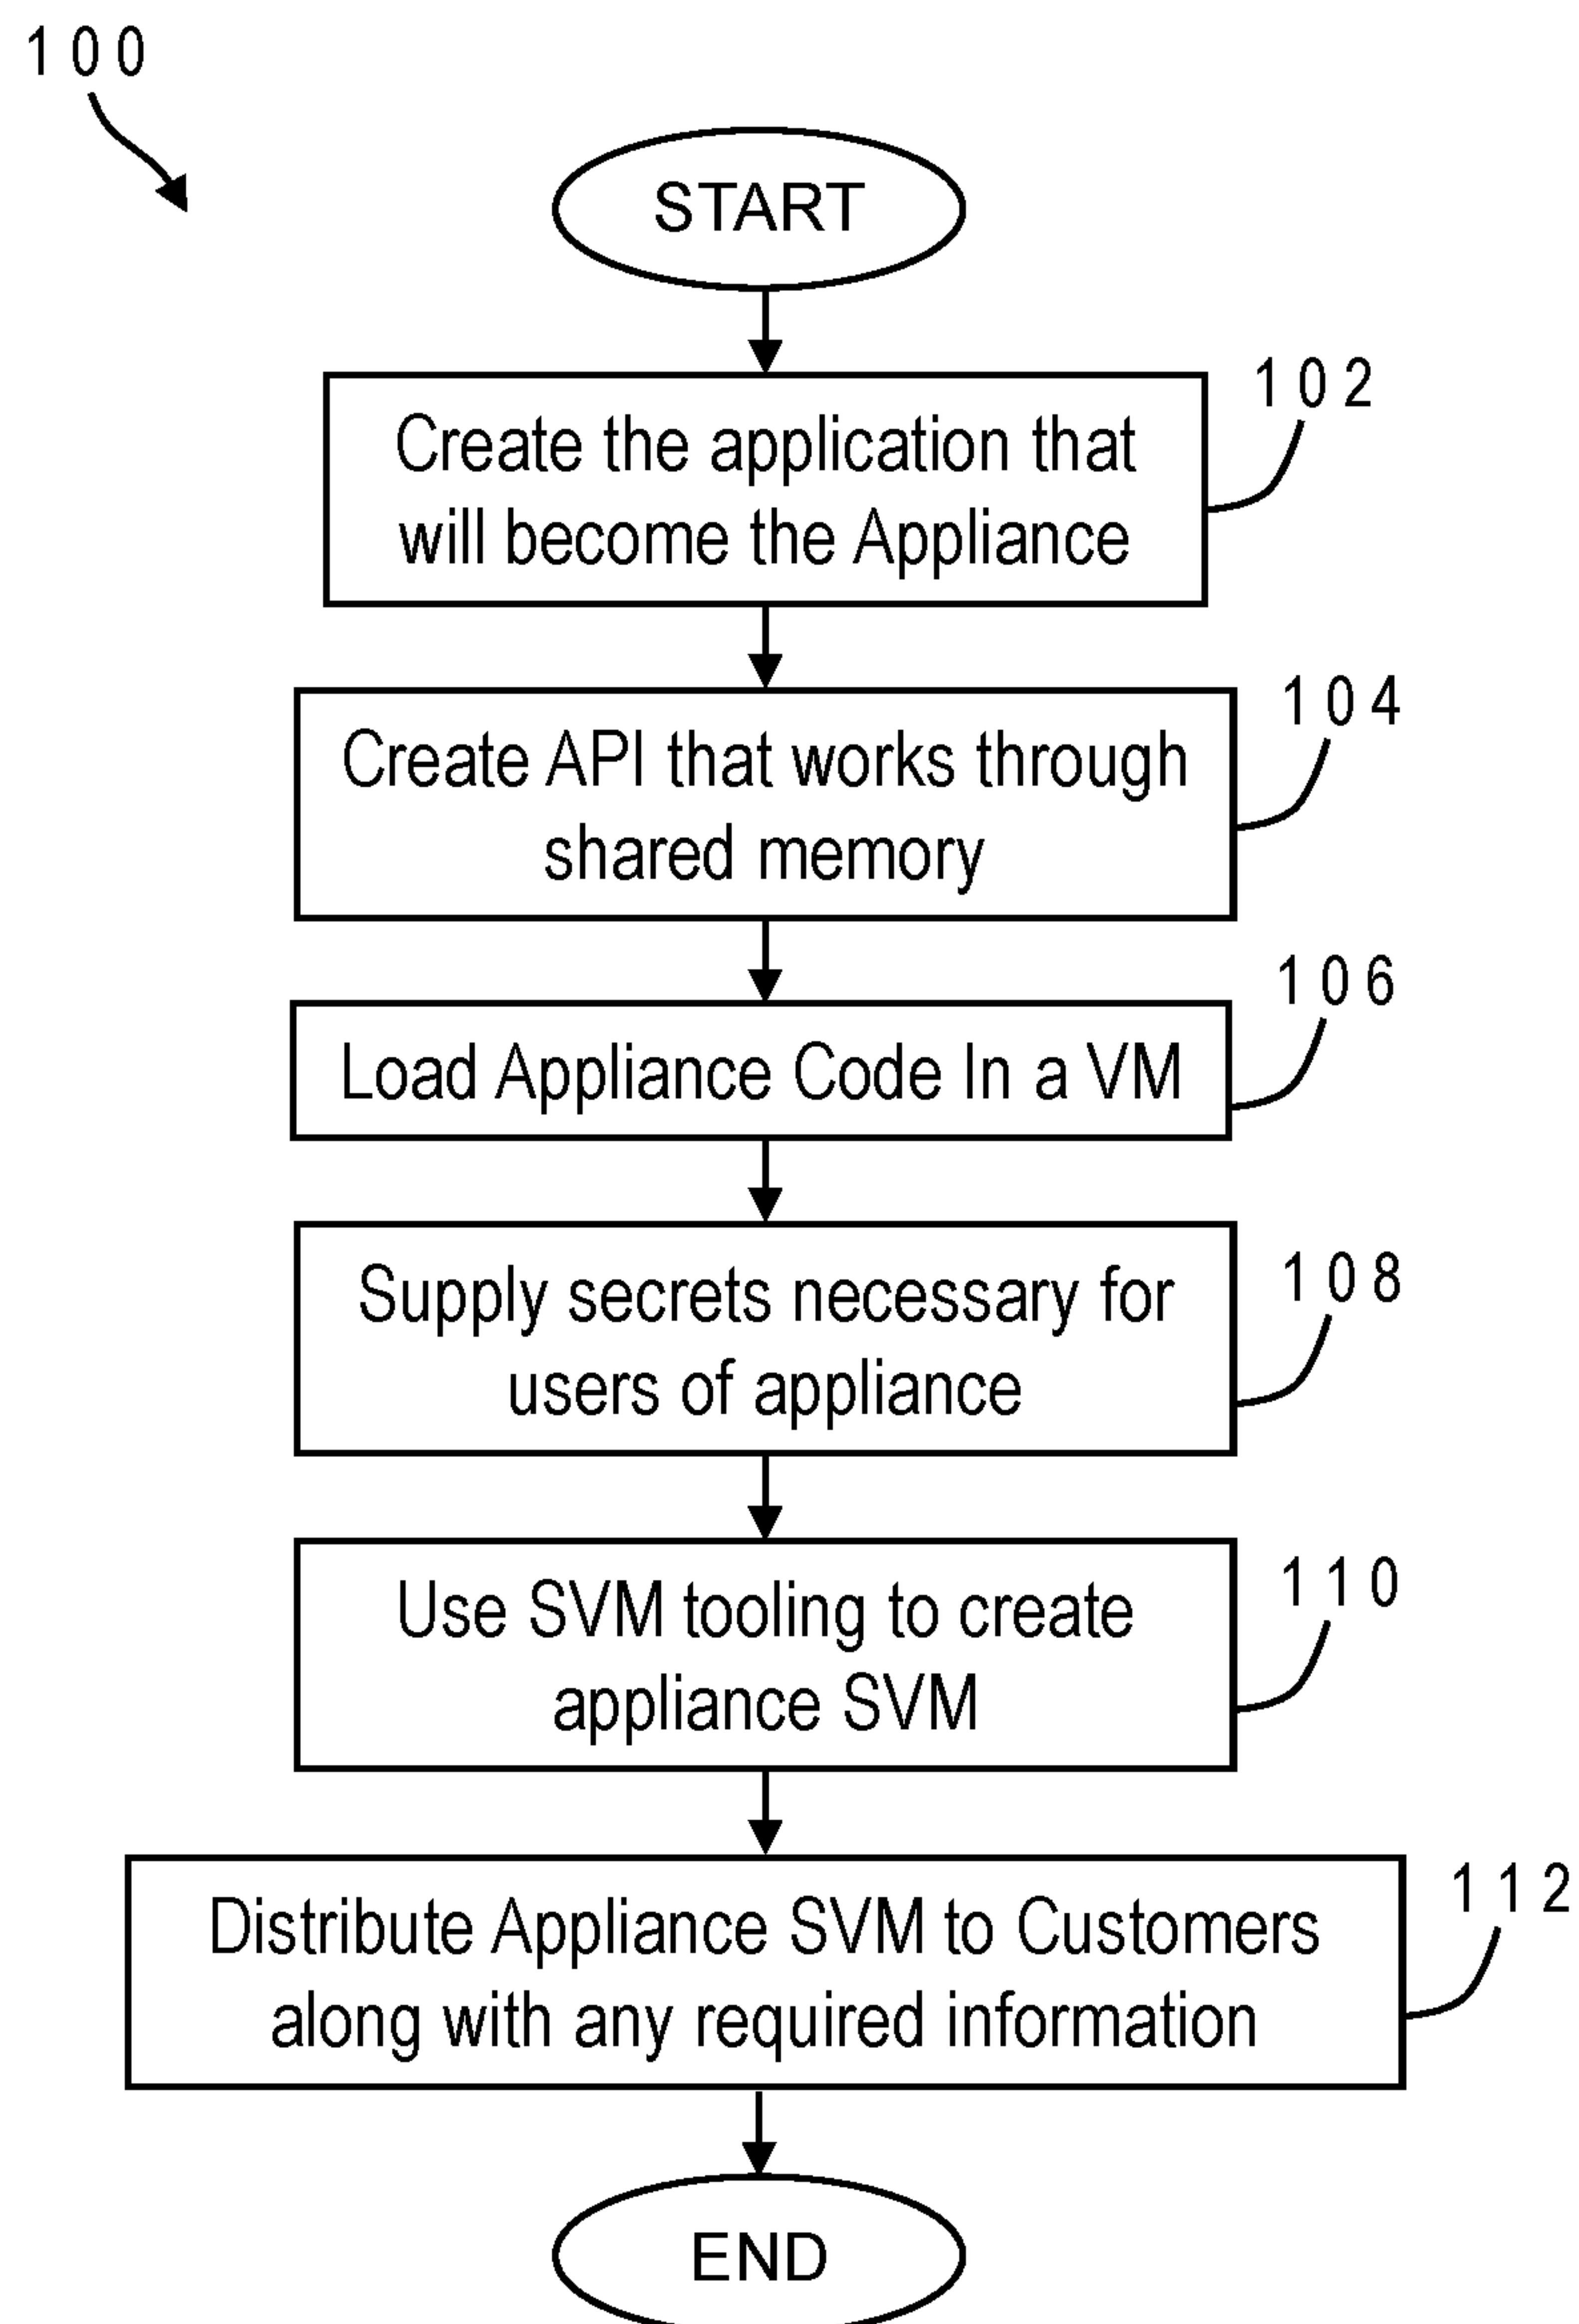 100
START
102
Create the application that
will become the Appliance
104
Create API that works through
shared memory
106
Load Appliance Code In a VM
108
Supply secrets necessary for
users of appliance
110
Use SVM tooling to create
appliance SVM
112
Distribute Appliance SVM to Customers
along with any required information
END